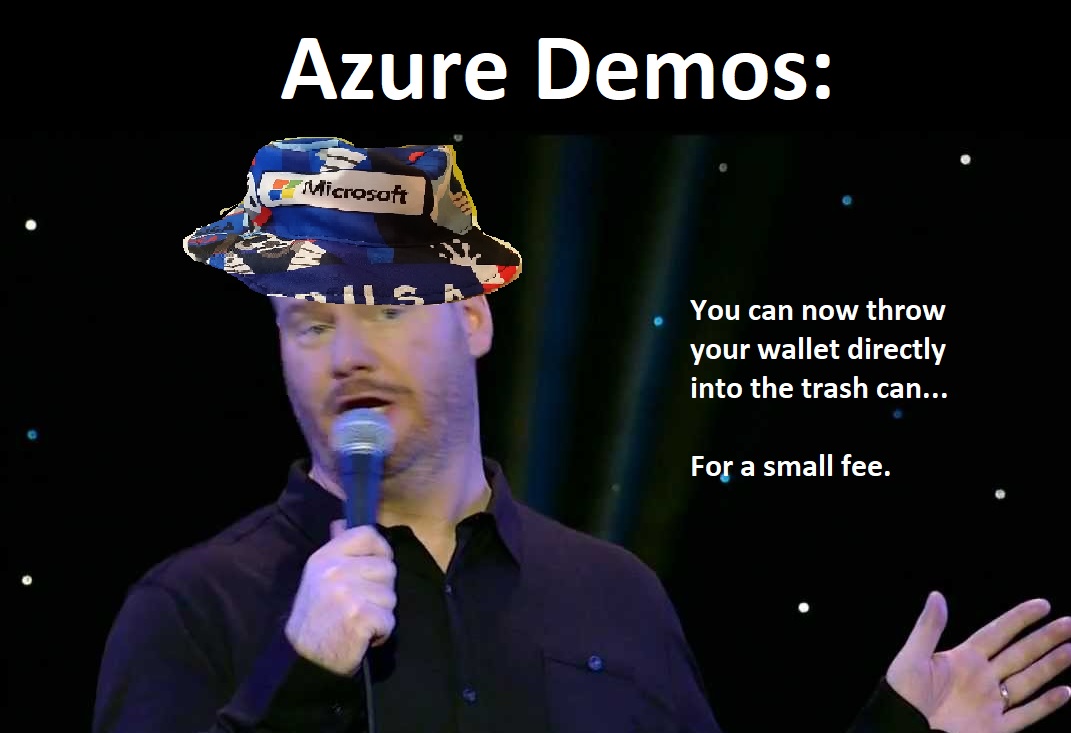 Azure Demos:
Microsoft
You can now throw
your wallet directly
into the trash can...
For a small fee.